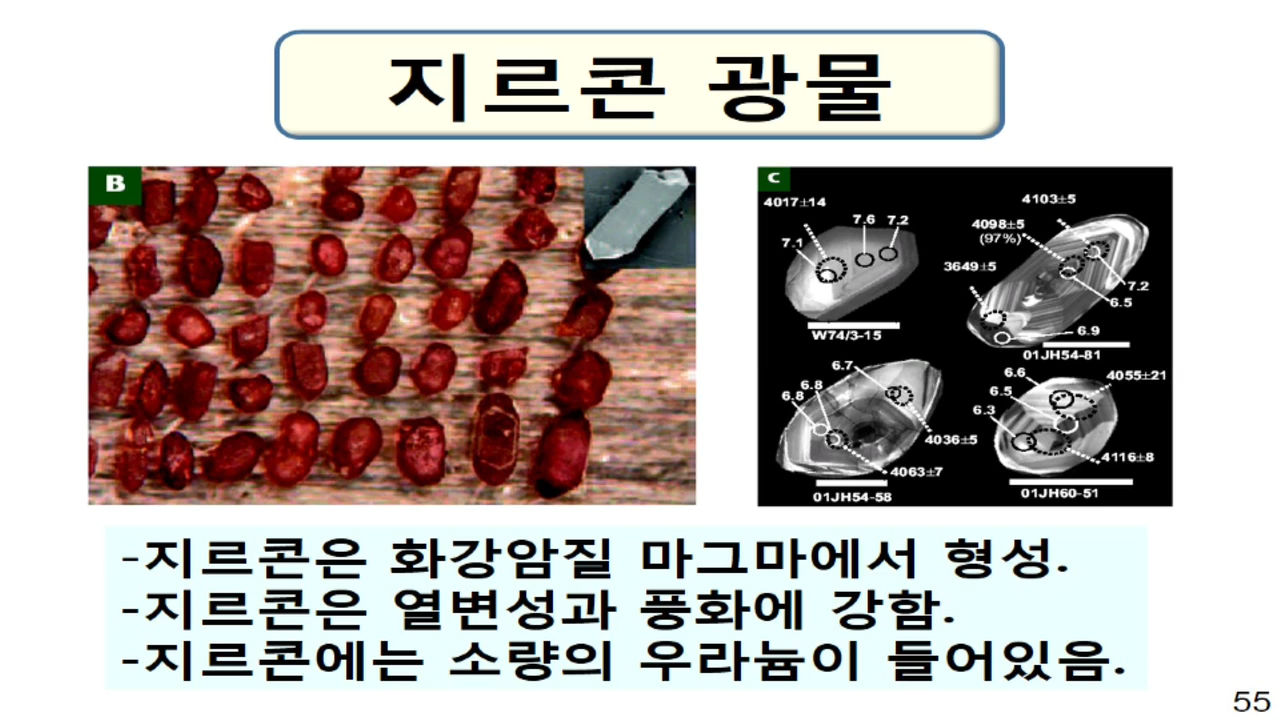 지르콘 광물
B
C
4017±14
7.6 7.2
7.1
W74/3-15
4103±5
4098±5
(97%)
3649±5
7.2
6.5
6.9
01JH54-81
6.7
6.8
6.8
4036±5
4063±7
01JH54-58
6.6
4055±21
6.5
6.3
4116±8
01JH60-51
-지르콘은 화강암질 마그마에서 형성.
-지르콘은 열변성과 풍화에 강함.
-지르콘에는 소량의 우라늄이 들어있음.
55